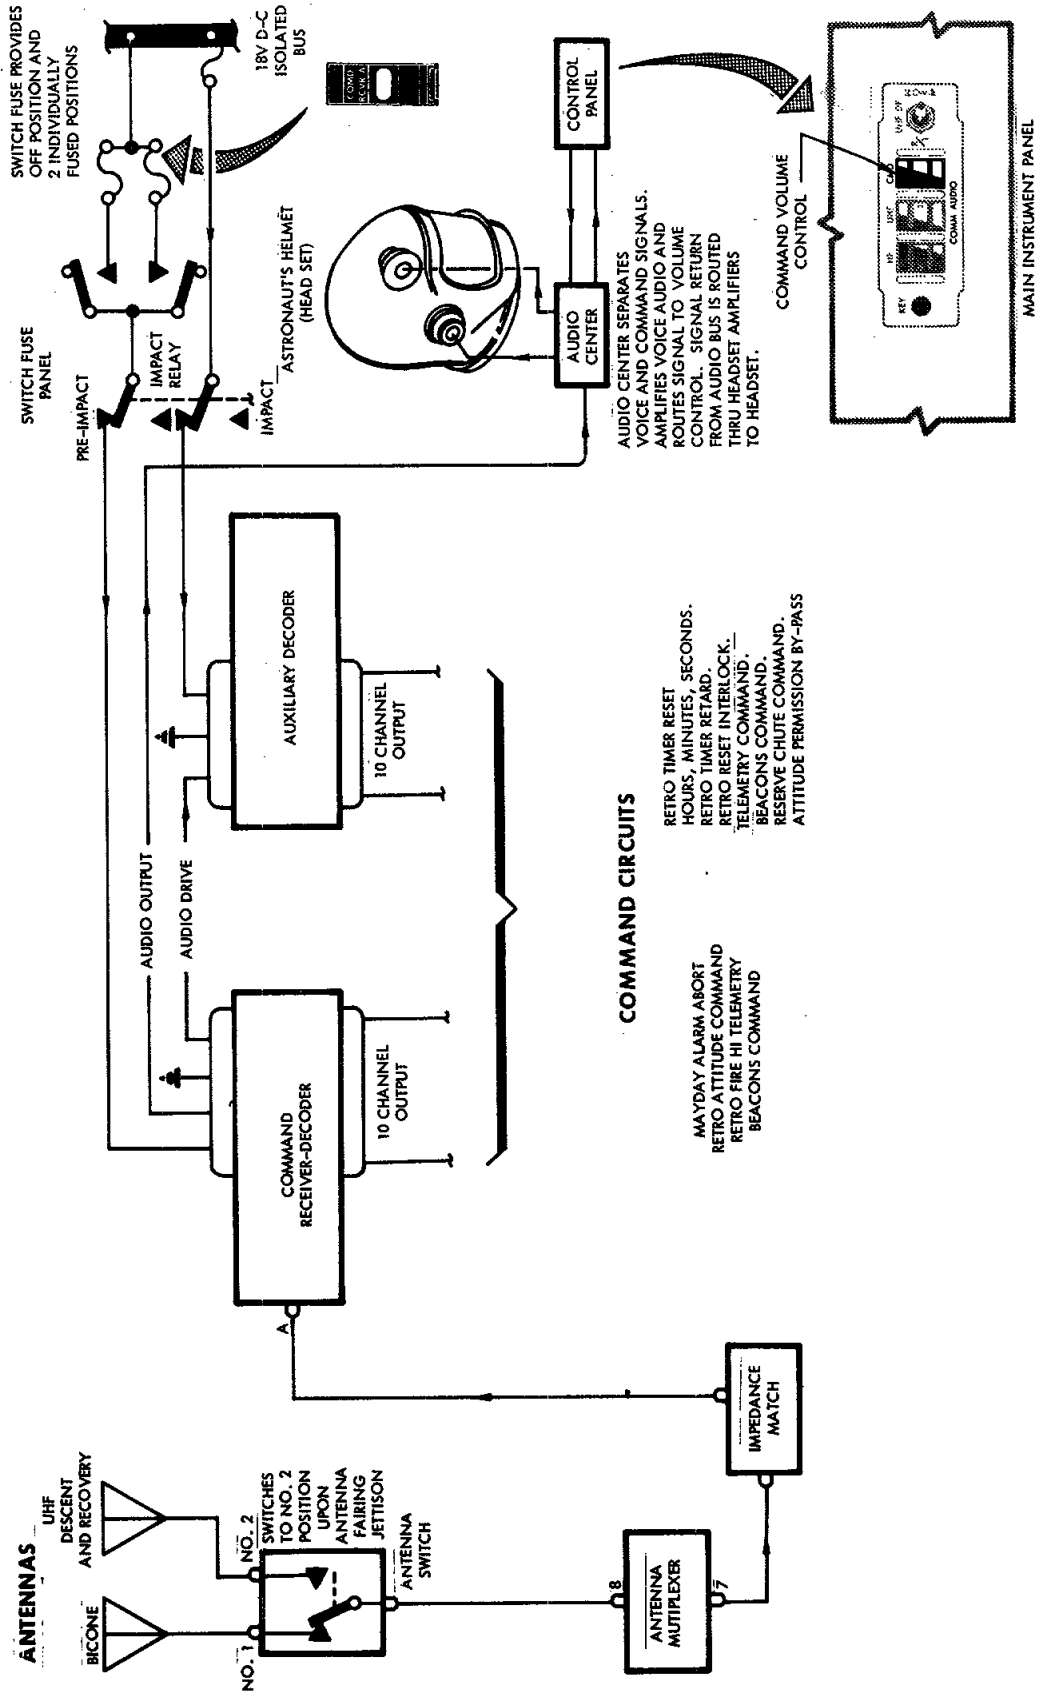 ANTENNAS
BICONE
UHF
DESCENT
AND RECOVERY
NO. 1
NO. 2
SWITCHES
TO NO. 2
POSITION
UPON
ANTENNA
FAIRING
JETTISON
ANTENNA
SWITCH
8
ANTENNA
MUTIPLEXER
7
IMPEDANCE
MATCH
A
COMMAND
RECEIVER-DECODER
10 CHANNEL
OUTPUT
AUDIO OUTPUT
AUDIO DRIVE
AUXILIARY DECODER
10 CHANNEL
OUTPUT
COMMAND CIRCUITS
MAYDAY ALARM ABORT
RETRO ATTITUDE COMMAND
RETRO FIRE HI TELEMETRY
BEACONS COMMAND
RETRO TIMER RESET
HOURS, MINUTES, SECONDS.
RETRO TIMER RETARD.
RETRO RESET INTERLOCK.
TELEMETRY COMMAND.
BEACONS COMMAND.
RESERVE CHUTE COMMAND.
ATTITUDE PERMISSION BY-PASS
SWITCH FUSE
PANEL
PRE-IMPACT
IMPACT
RELAY
IMPACT
SWITCH FUSE PROVIDES
OFF POSITION AND
2 INDIVIDUALLY
FUSED POSITIONS
18V D-C
ISOLATED
BUS
ASTRONAUT'S HELMET
(HEAD SET)
AUDIO
CENTER
CONTROL
PANEL
AUDIO CENTER SEPARATES
VOICE AND COMMAND SIGNALS.
AMPLIFIES VOICE AUDIO AND
ROUTES SIGNAL TO VOLUME
CONTROL. SIGNAL RETURN
FROM AUDIO BUS IS ROUTED
THRU HEADSET AMPLIFIERS
TO HEADSET.
COMMAND VOLUME
CONTROL
KEY
HF
UHF
CMD
R/T
UHF DF
COMM AUDIO
MAIN INSTRUMENT PANEL